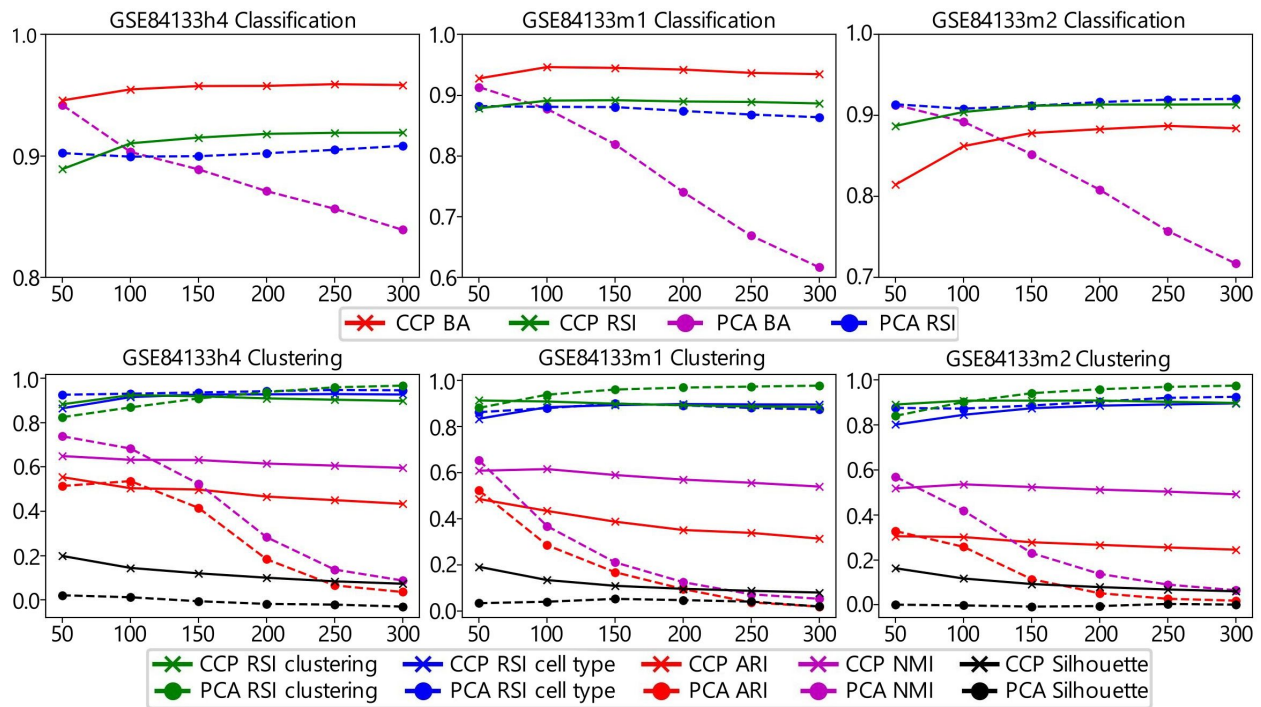 GSE84133h4 Classification
1.0
0.9
0.8
50 100 150 200 250 300
GSE84133m1 Classification
1.0
0.9
0.8
0.7
0.6
50 100 150 200 250 300
GSE84133m2 Classification
1.0
0.9
0.8
0.7
50 100 150 200 250 300
CCP BA CCP RSI PCA BA PCA RSI
GSE84133h4 Clustering
1.0
0.8
0.6
0.4
0.2
0.0
50 100 150 200 250 300
GSE84133m1 Clustering
1.0
0.8
0.6
0.4
0.2
0.0
50 100 150 200 250 300
GSE84133m2 Clustering
1.0
0.8
0.6
0.4
0.2
0.0
50 100 150 200 250 300
CCP RSI clustering CCP RSI cell type CCP ARI CCP NMI CCP Silhouette
PCA RSI clustering PCA RSI cell type PCA ARI PCA NMI PCA Silhouette